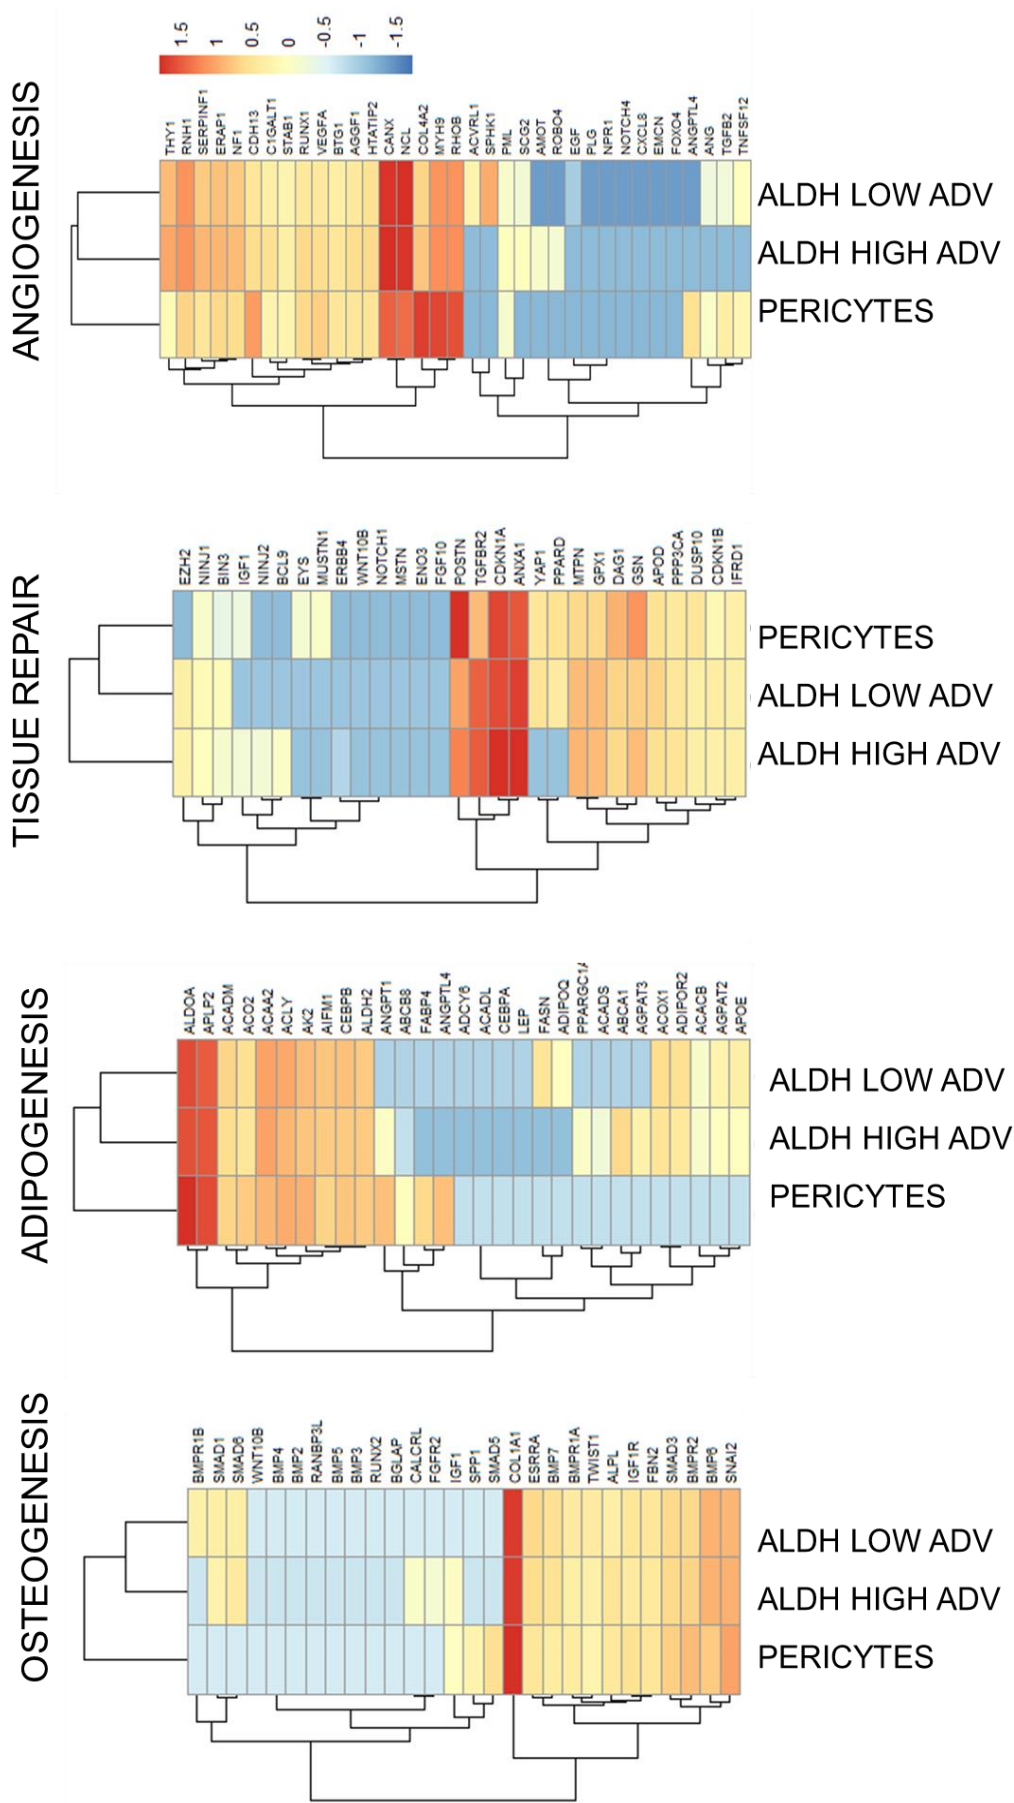 ANGIOGENESIS
1.5
1
0.5
0
-0.5
-1
-1.5
THY1
RNH1
SERPINF1
ERAP1
NF1
CDH13
C1GALT1
STAB1
RUNX1
VEGFA
BTG1
AGGF1
HTATIP2
CANX
NCL
COL4A2
MYH9
RHOB
ACVRL1
SPHK1
PML
SCG2
AMOT
ROBO4
EGF
PLG
NPR1
NOTCH4
CXCL8
EMCN
FOXO4
ANGPTL4
ANG
TGFB2
TNFSF12
ALDH LOW ADV
ALDH HIGH ADV
PERICYTES
TISSUE REPAIR
EZH2
NINJ1
BIN3
IGF1
NINJ2
BCL9
EYS
MUSTN1
ERBB4
WNT10B
NOTCH1
MSTN
ENO3
FGF10
POSTN
TGFBR2
CDKN1A
ANXA1
YAP1
PPARD
MTPN
GPX1
DAG1
GSN
APOD
PPP3CA
DUSP10
CDKN1B
IFRD1
PERICYTES
ALDH LOW ADV
ALDH HIGH ADV
ADIPOGENESIS
ALDOA
APLP2
ACADM
ACO2
ACAA2
ACLY
AK2
AIFM1
CEBPB
ALDH2
ANGPT1
ABCB8
FABP4
ANGPTL4
ADCY6
ACADL
CEBPA
LEP
FASN
ADIPOQ
PPARGC1A
ACADS
ABCA1
AGPAT3
ACOX1
ADIPOR2
ACACB
AGPAT2
APOE
ALDH LOW ADV
ALDH HIGH ADV
PERICYTES
OSTEOGENESIS
BMPR1B
SMAD1
SMAD6
WNT10B
BMP4
BMP2
RANBP3L
BMP5
BMP3
RUNX2
BGLAP
CALCRL
FGFR2
IGF1
SPP1
SMAD5
COL1A1
ESRRA
BMP7
BMPR1A
TWIST1
ALPL
IGF1R
FBN2
SMAD3
BMPR2
BMP6
SNAI2
ALDH LOW ADV
ALDH HIGH ADV
PERICYTES